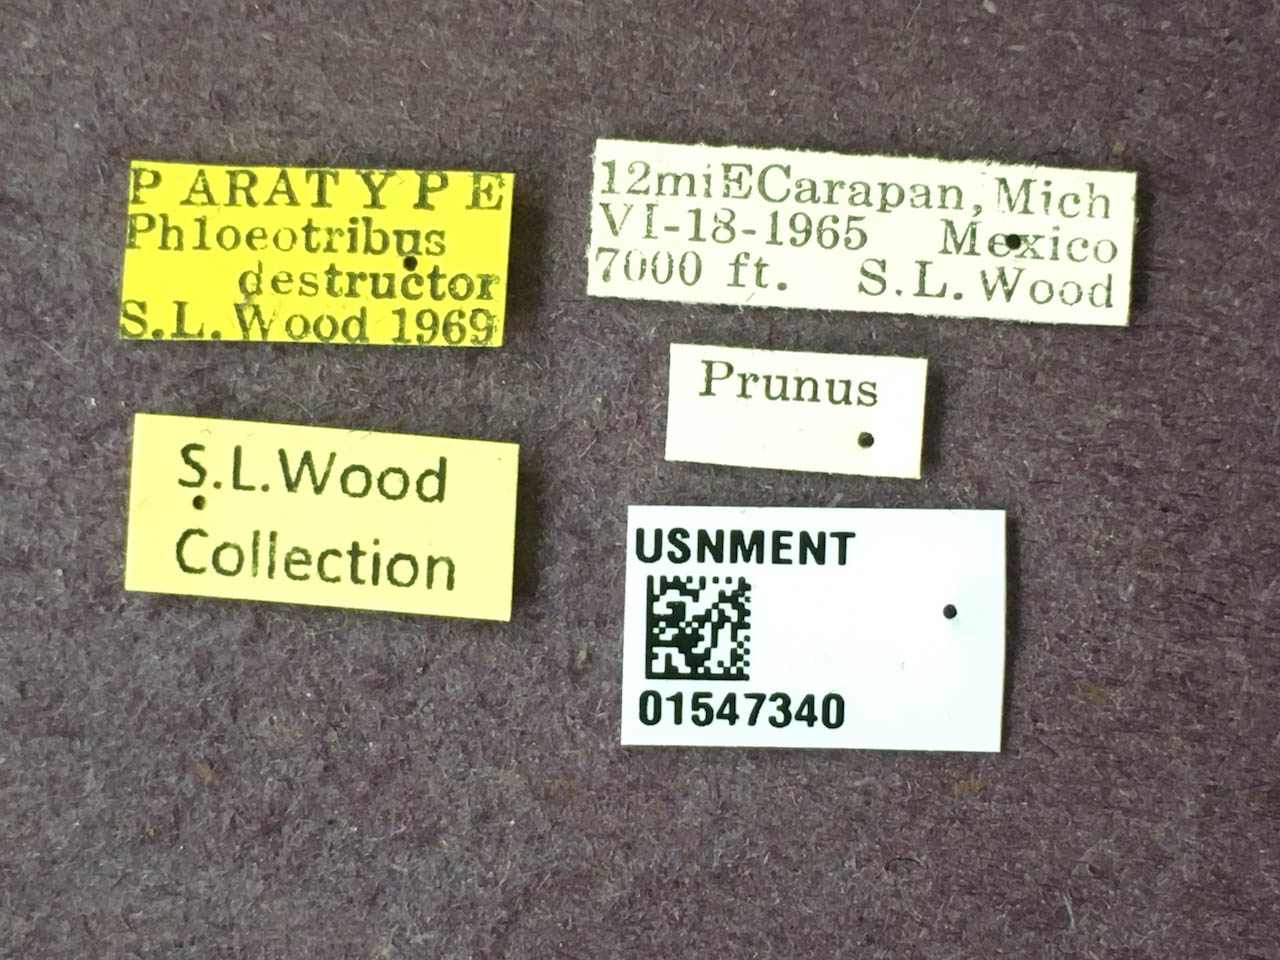 PARATYPE
Phloeotribus
destructor
S.L.Wood 1969
12miECarapan, Mich
VI-18-1965 Mexico
7000 ft. S.L.Wood
Prunus
S.L.Wood
Collection
USNMENT
01547340